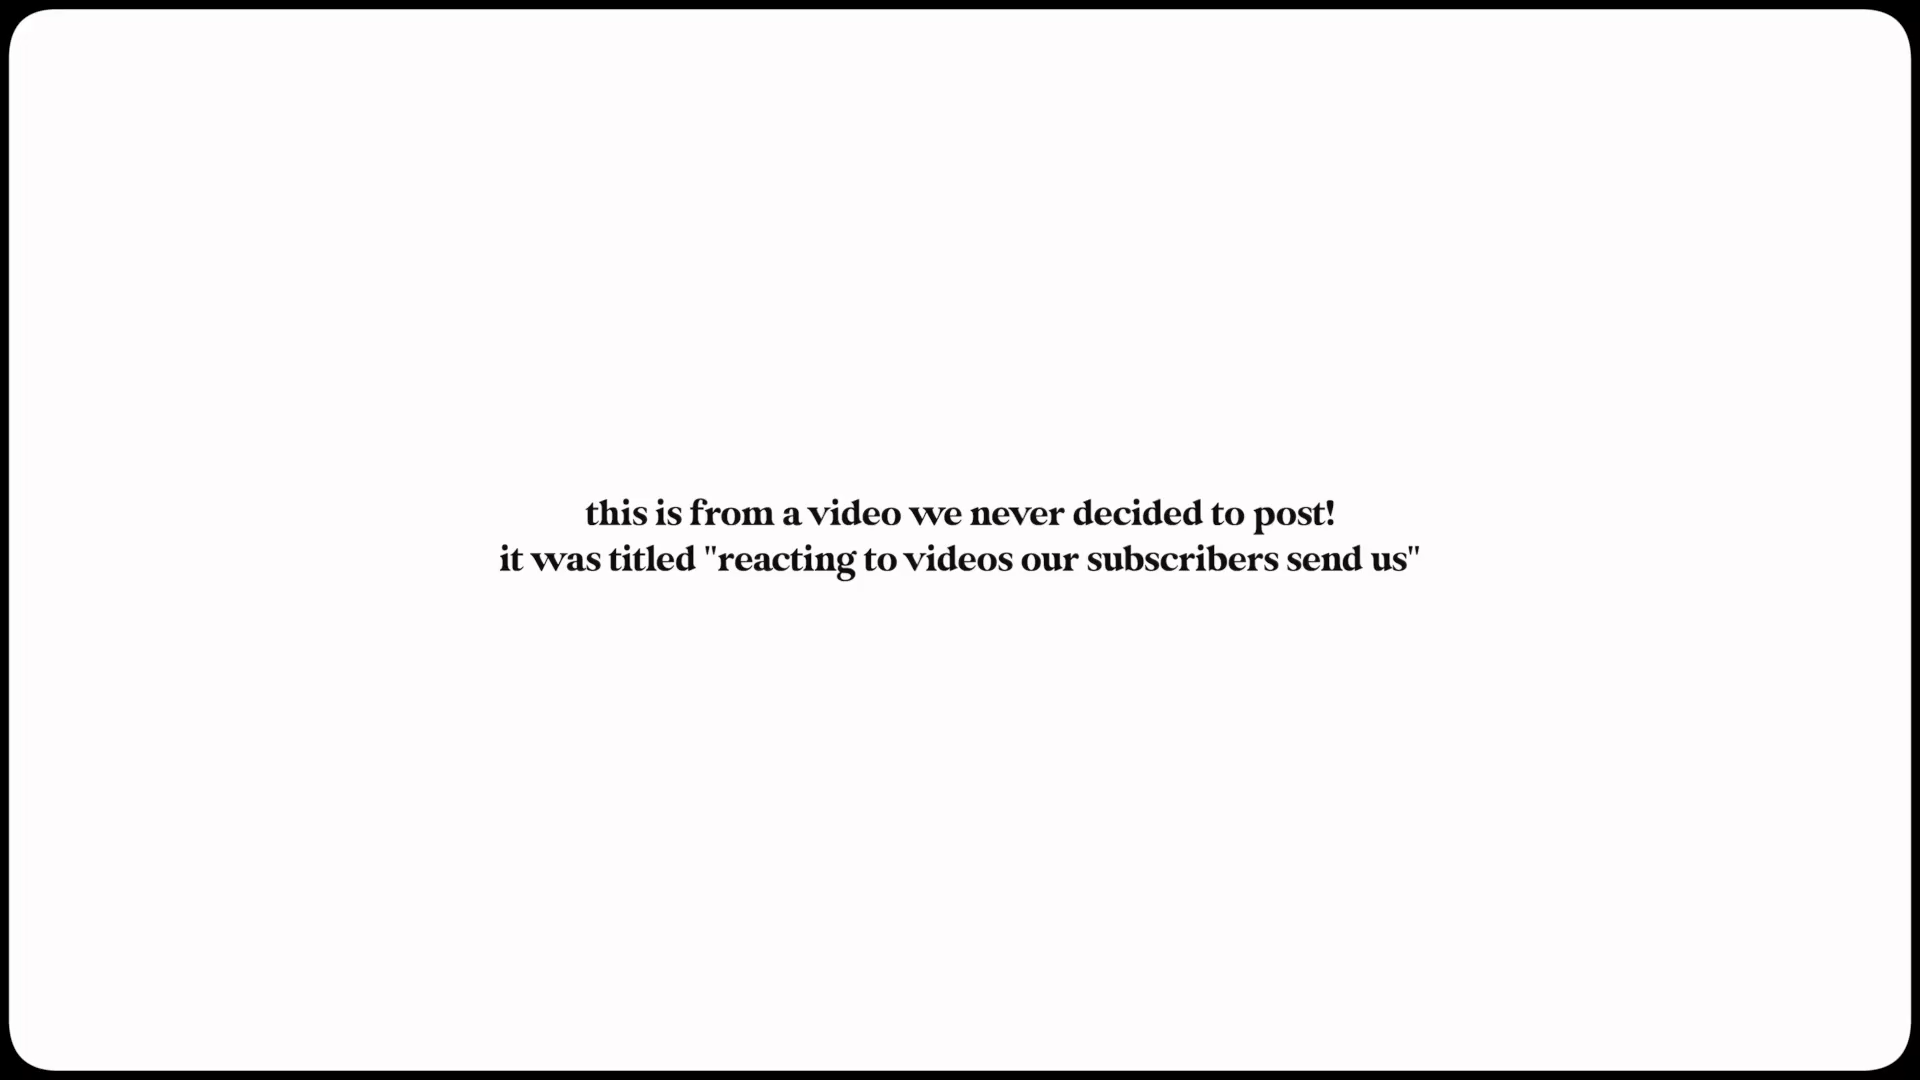 this is from a video we never decided to post!
it was titled "reacting to videos our subscribers send us"